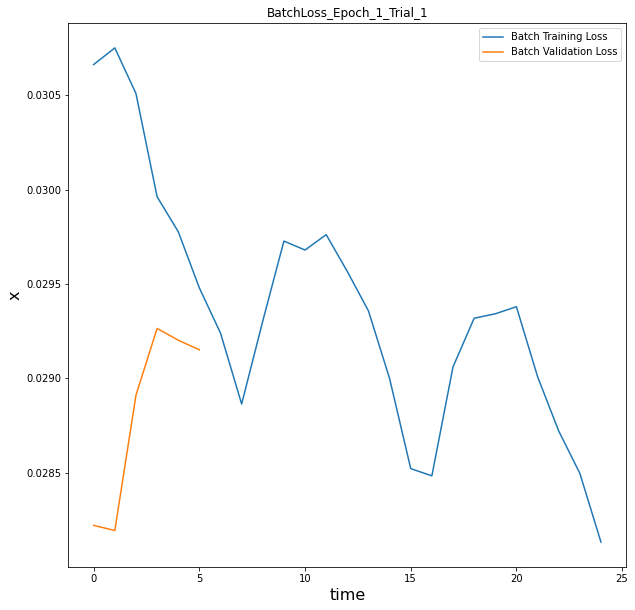 BatchLoss_Epoch_1_Trial_1
Batch Training Loss
Batch Validation Loss
0.0305
0.0300
0.0295
0.0290
0.0285
x
0
5
10
15
20
25
time